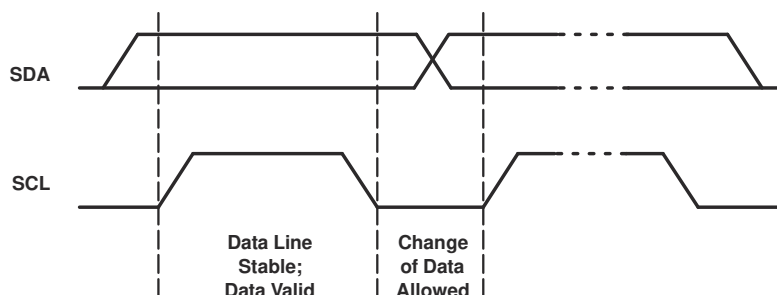 SDA
SCL
Data Line
Stable;
Data Valid
Change
of Data
Allowed